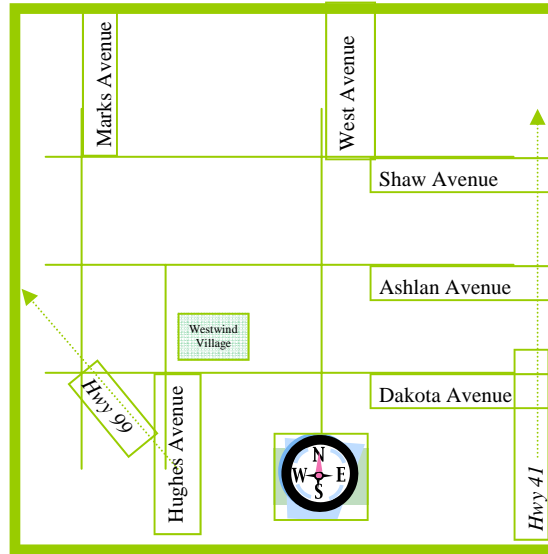 Marks Avenue
West Avenue
Shaw Avenue
Ashlan Avenue
Westwind
Village
Dakota Avenue
Hwy 99
Hughes Avenue
N
W E
S
Hwy 41